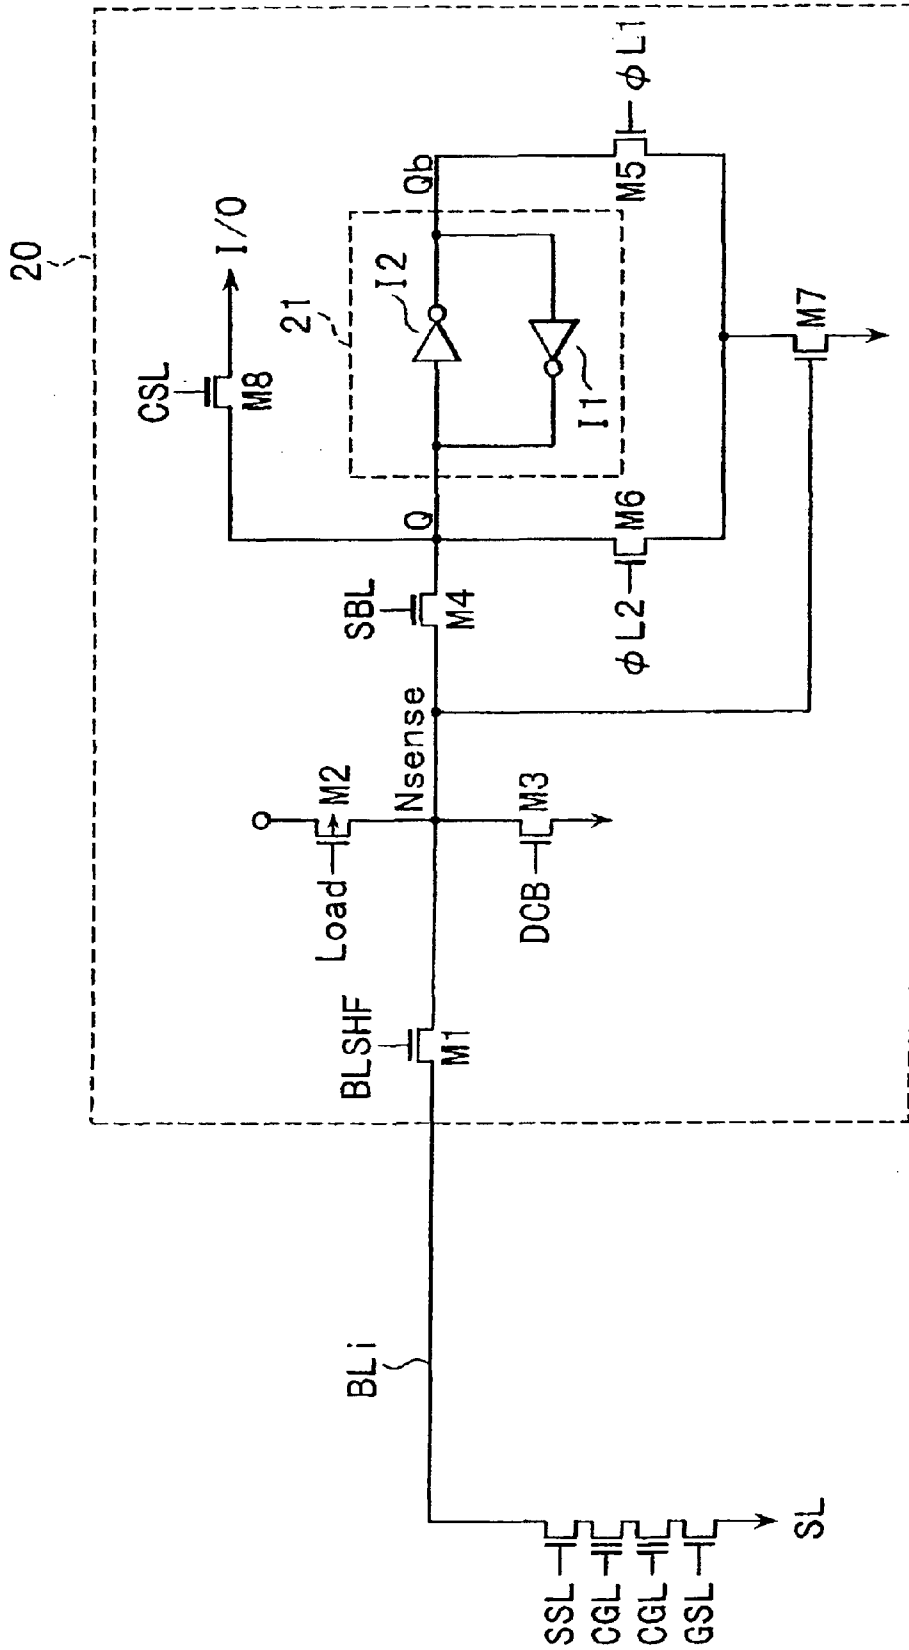 20
CSL
M8
I/O
21
I2
I1
Q
Qb
SBL
M4
Nsense
Load
M2
DCB
M3
BLSHF
M1
φL2
M6
M5
φL1
M7
BLi
SSL
CGL
CGL
GSL
SL